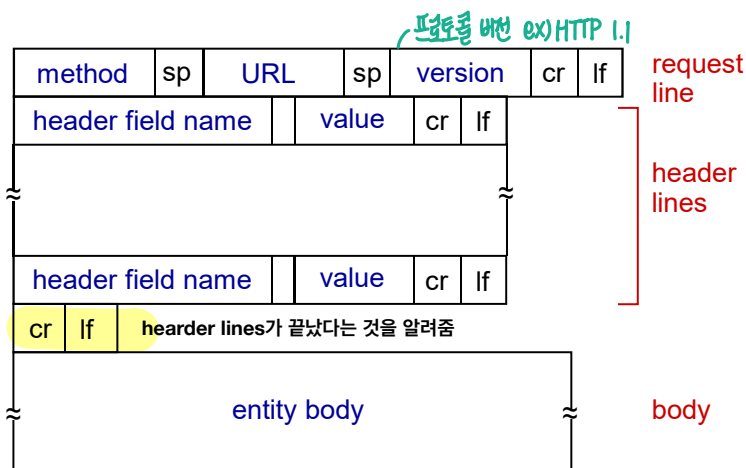 프로토콜 버전 ex) HTTP 1.1
method sp URL sp version cr lf
request
line
header field name value cr lf
header
lines
≈ ≈
header field name value cr lf
cr lf hearder lines가 끝났다는 것을 알려줌
≈ entity body ≈
body